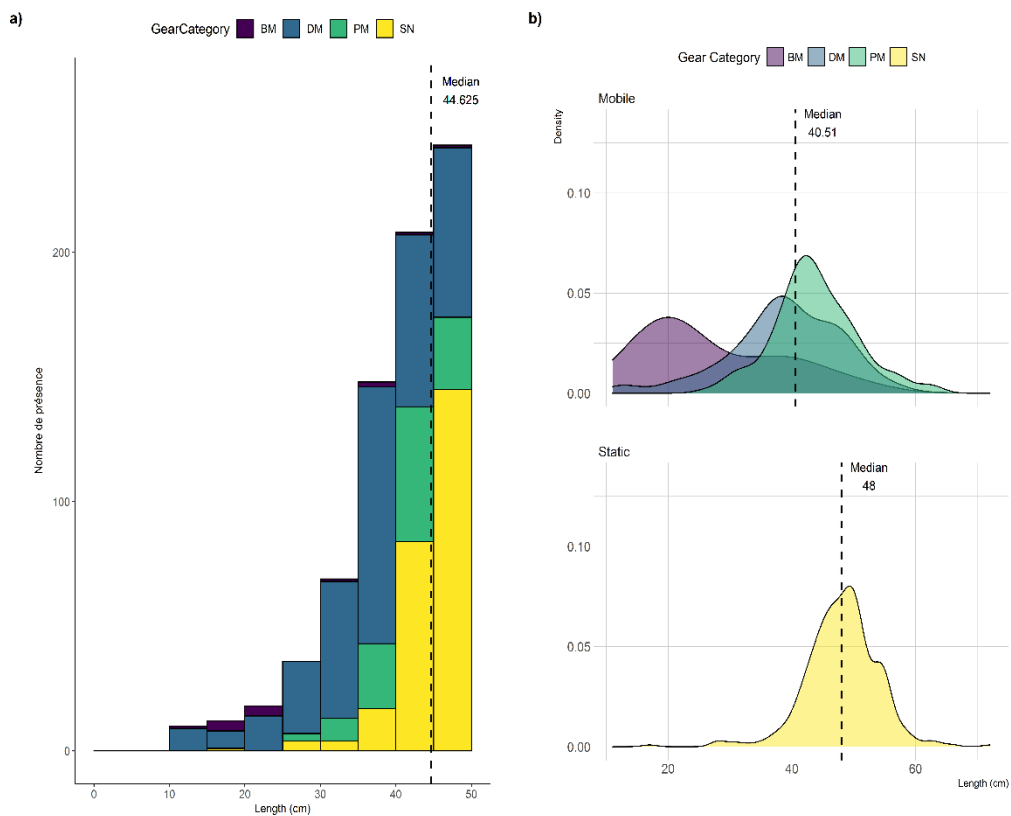 a)
GearCategory BM DM PM SN
Median
44.625
Nombre de présence
200
100
0
0 10 20 30 40 50
Length (cm)
b)
Gear Category BM DM PM SN
Mobile
Density
Median
40.51
0.10
0.05
0.00
Static
Median
48
0.10
0.05
0.00
20 40 60
Length (cm)